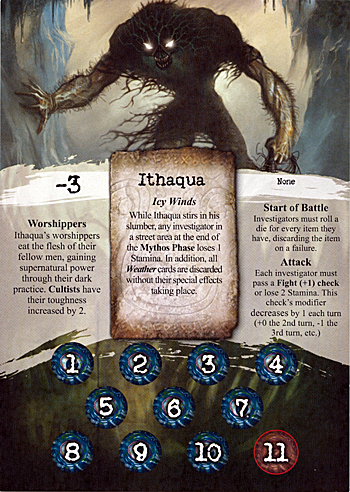 -3
Ithaqua
None
Icy Winds
While Ithaqua stirs in his
slumber, any investigator in
a street area at the end of
the Mythos Phase loses 1
Stamina. In addition, all
Weather cards are discarded
without their special effects
taking place.
Worshippers
Ithaqua's worshippers
eat the flesh of their
fellow men, gaining
supernatural power
through their dark
practice. Cultists have
their toughness
increased by 2.
Start of Battle
Investigators must roll a
die for every item they
have, discarding the item
on a failure.
Attack
Each investigator must
pass a Fight (+1) check
or lose 2 Stamina. This
check's modifier
decreases by 1 each turn
(+0 the 2nd turn, -1 the
3rd turn, etc.)
1 2 3 4
5 6 7
8 9 10 11